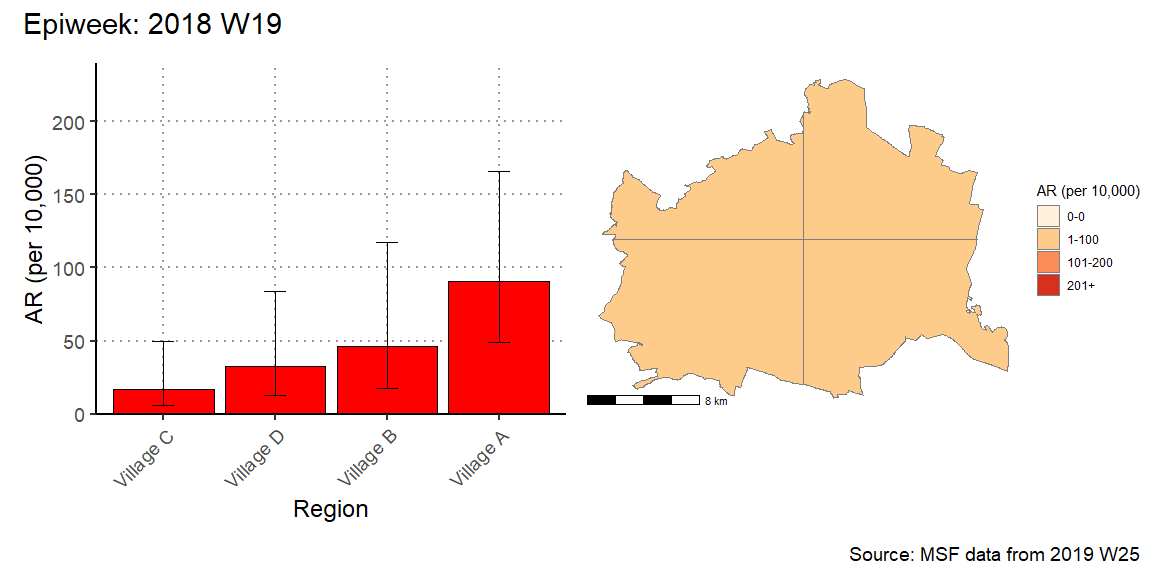 Epiweek: 2018 W19
AR (per 10,000)
200
150
100
50
0
Village C
Village D
Village B
Village A
Region
8 km
AR (per 10,000)
0-0
1-100
101-200
201+
Source: MSF data from 2019 W25